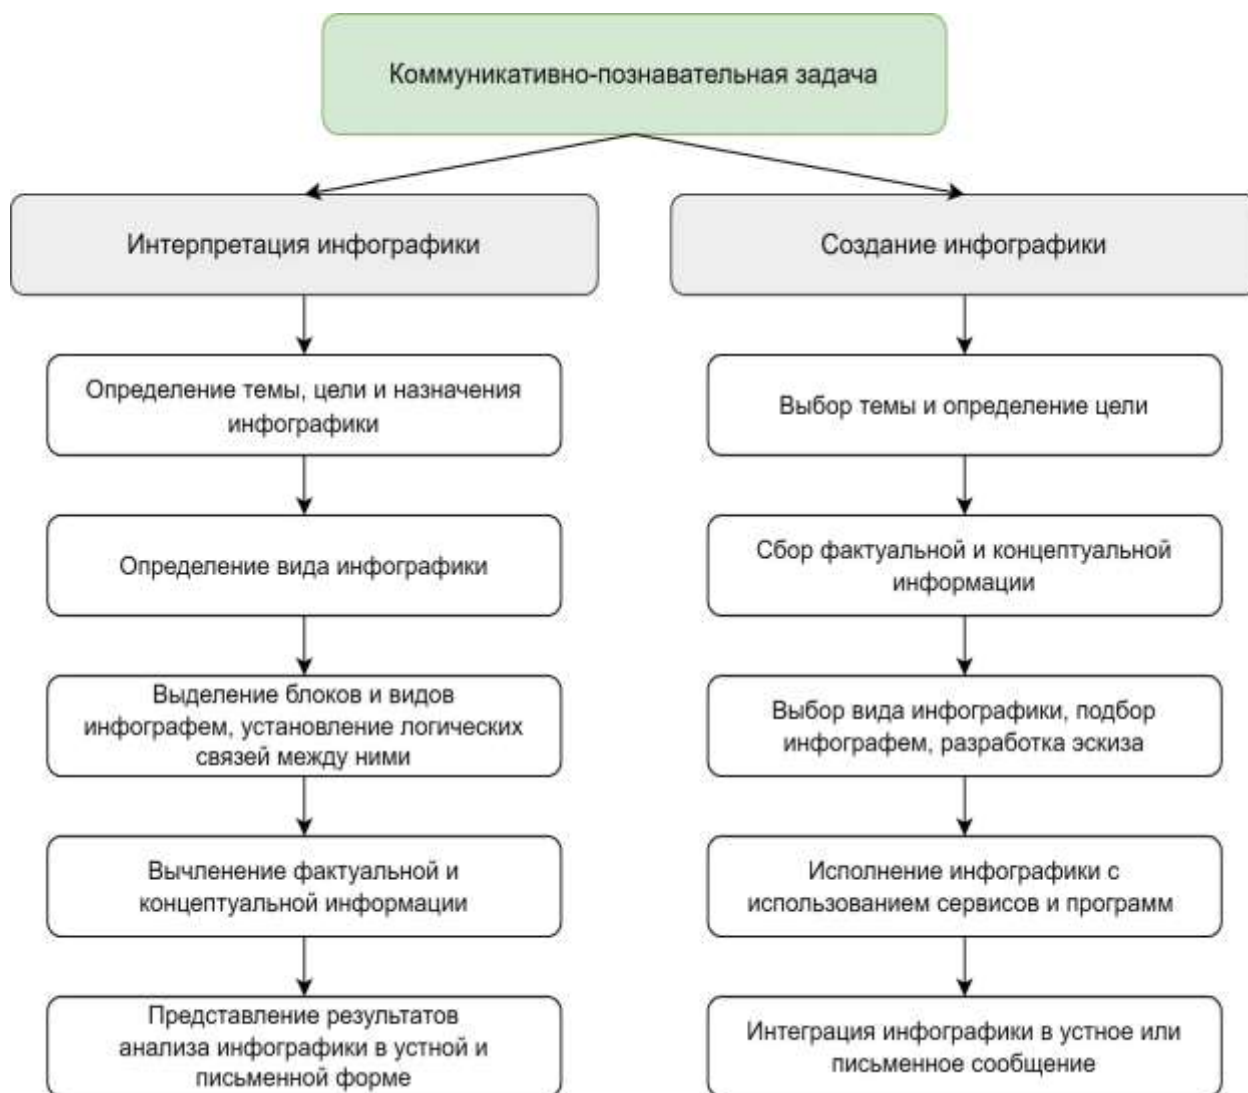 Коммуникативно-познавательная задача
Интерпретация инфографики
Определение темы, цели и назначения
инфографики
Определение вида инфографики
Выделение блоков и видов
инфографем, установление логических
связей между ними
Вычленение фактуальной и
концептуальной информации
Представление результатов
анализа инфографики в устной и
письменной форме
Создание инфографики
Выбор темы и определение цели
Сбор фактуальной и концептуальной
информации
Выбор вида инфографики, подбор
инфографем, разработка эскиза
Исполнение инфографики с
использованием сервисов и программ
Интеграция инфографики в устное или
письменное сообщение